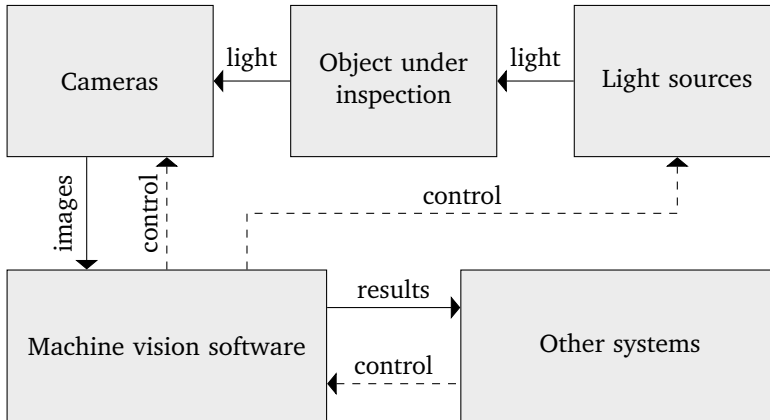 light
light
Cameras
Object under
inspection
Light sources
images
control
control
results
Machine vision software
control
Other systems